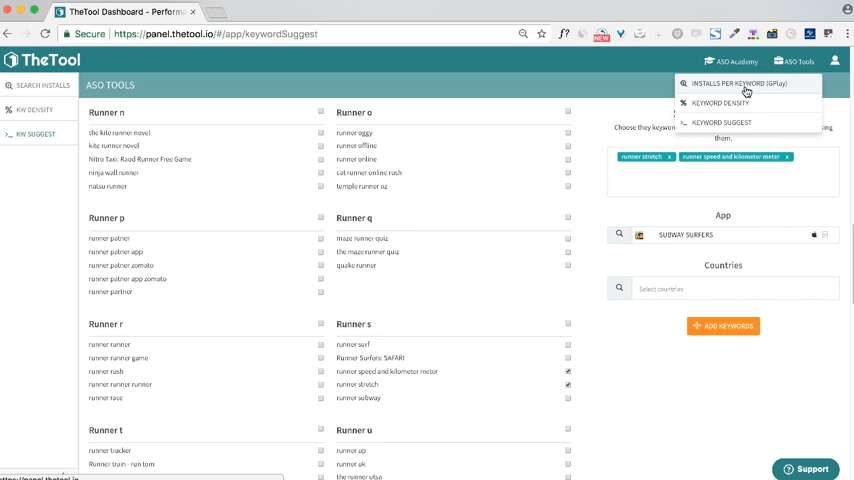 TheTool Dashboard - Performa
Secure
https://panel.thetool.io/#/app/keywordSuggest
f?
NEW
TheTool
ASO Academy
ASO Tools
SEARCH INSTALLS
KW DENSITY
KW SUGGEST
ASO TOOLS
INSTALLS PER KEYWORD (GPlay)
KEYWORD DENSITY
KEYWORD SUGGEST
Runner n
the kite runner novel
kite runner novel
Nitro Taxi: Raod Runner Free Game
ninja wall runner
natsu runner
Runner o
runner oggy
runner offline
runner online
cat runner online rush
temple runner oz
Runner p
runner patner
runner patner app
runner patner zomato
runner patner app zomato
runner partner
Runner q
maze runner quiz
the maze runner quiz
quake runner
Runner r
runner runner
runner runner game
runner rush
runner runner runner
runner race
Runner s
runner surf
Runner Surfers: SAFARI
runner speed and kilometer meter
runner stretch
runner subway
Runner t
runner tracker
Runner train - run tom
Runner u
runner up
runner uk
the runner utsa
Choose they keywor
king
them.
runner stretch x
runner speed and kilometer meter x
App
SUBWAY SURFERS
Countries
Select countries
ADD KEYWORDS
Support